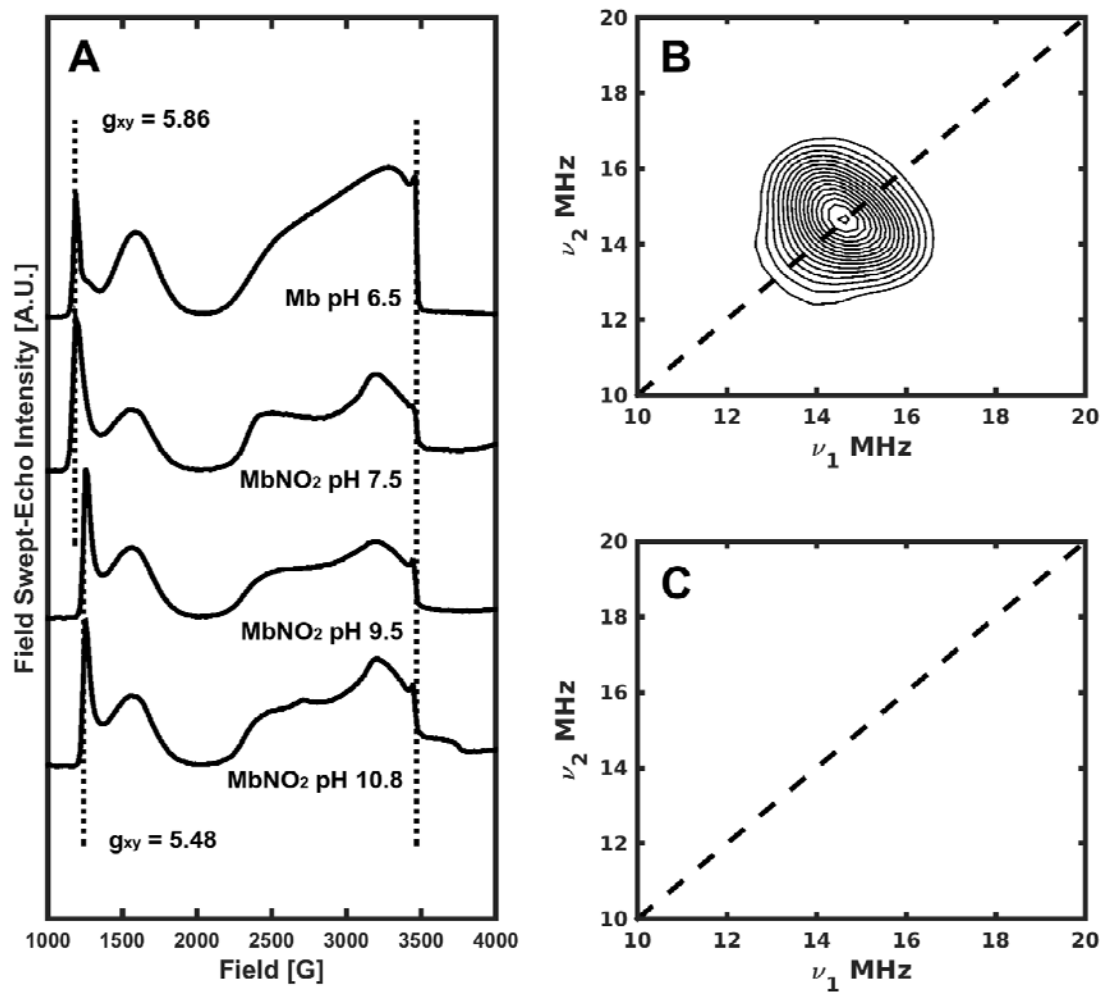 A
g_xy = 5.86
Mb pH 6.5
MbNO₂ pH 7.5
MbNO₂ pH 9.5
MbNO₂ pH 10.8
g_xy = 5.48
Field Swept-Echo Intensity [A.U.]
1000 1500 2000 2500 3000 3500 4000
Field [G]
B
20
18
16
14
12
10
ν₂ MHz
10 12 14 16 18 20
ν₁ MHz
C
20
18
16
14
12
10
ν₂ MHz
10 12 14 16 18 20
ν₁ MHz